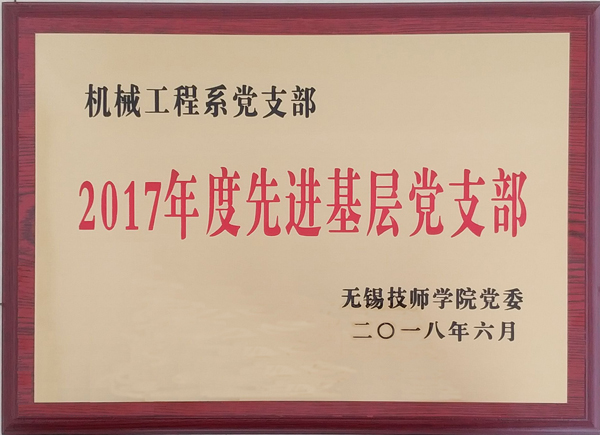 机械工程系党支部
2017年度先进基层党支部
无锡技师学院党委
二〇一八年六月